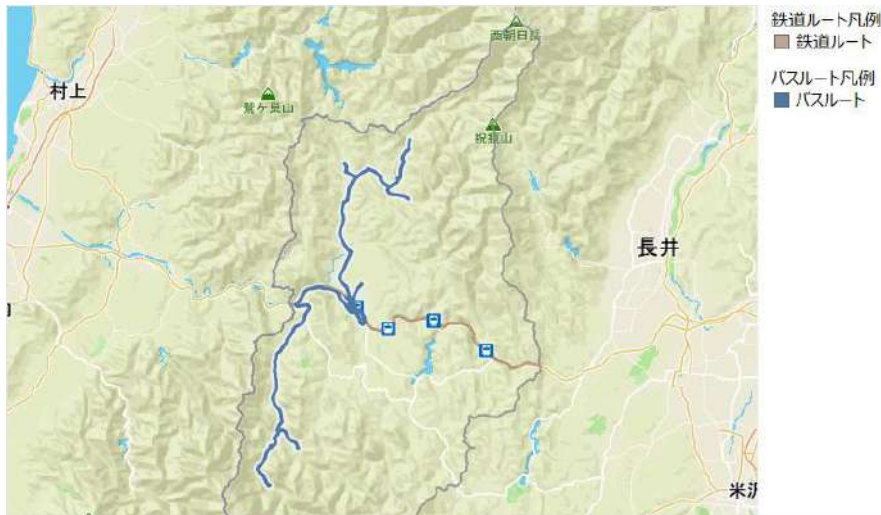 鉄道ルート凡例
鉄道ルート
バスルート凡例
バスルート
西朝日岳
村上
鷲ケ巣山
祝瓶山
長井
米沢